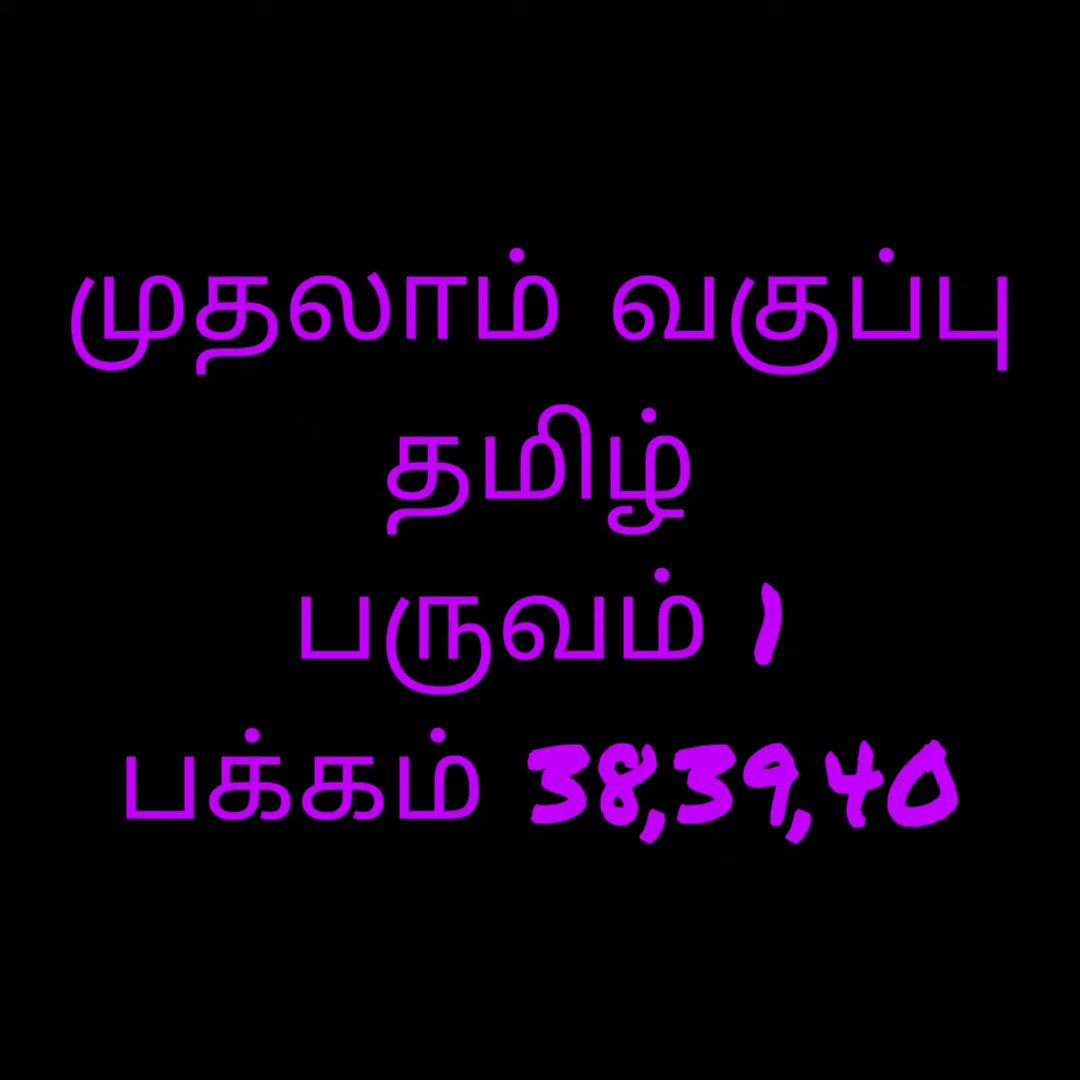 முதலாம் வகுப்பு
தமிழ்
பருவம் 1
பக்கம் 38,39,40